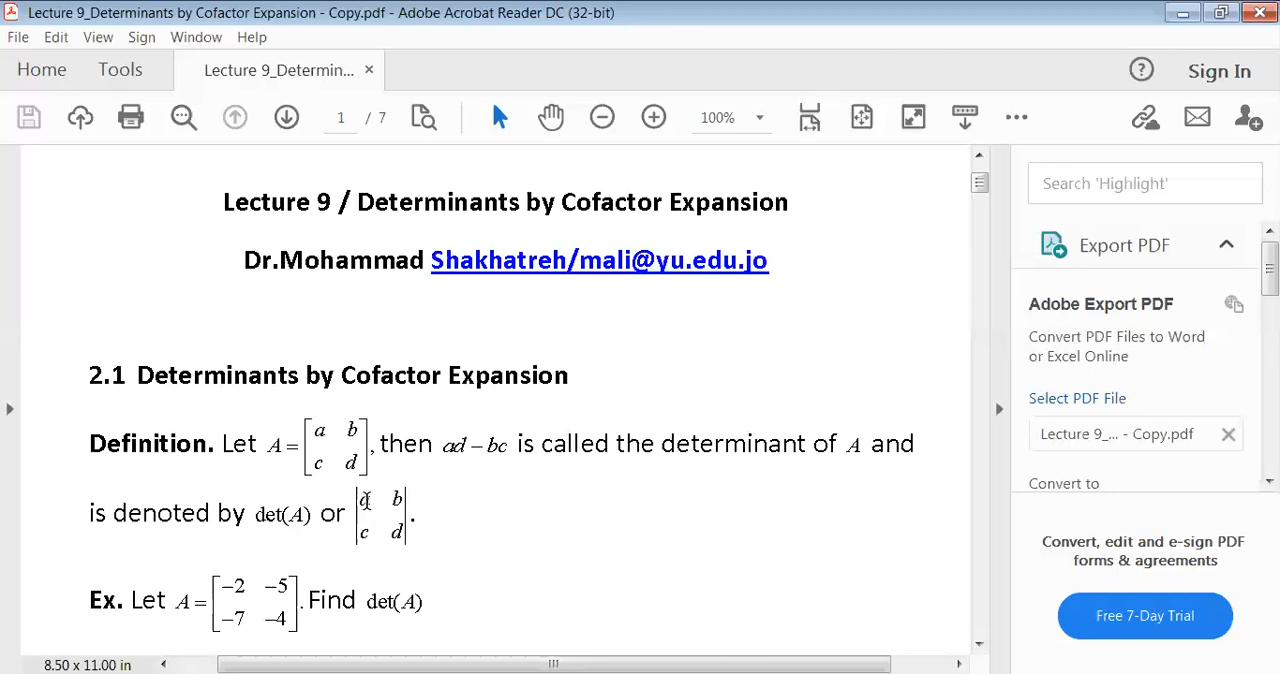 Lecture 9_Determinants by Cofactor Expansion - Copy.pdf - Adobe Acrobat Reader DC (32-bit)
File Edit View Sign Window Help
Home Tools Lecture 9_Determin... × ? Sign In
1 / 7 100%
Lecture 9 / Determinants by Cofactor Expansion
Dr.Mohammad Shakhatreh/mali@yu.edu.jo
2.1 Determinants by Cofactor Expansion
Definition. Let A = [a b; c d], then ad − bc is called the determinant of A and
is denoted by det(A) or |a b; c d|.
Ex. Let A = [−2 −5; −7 −4]. Find det(A)
8.50 x 11.00 in
Search 'Highlight'
Export PDF
Adobe Export PDF
Convert PDF Files to Word
or Excel Online
Select PDF File
Lecture 9_... - Copy.pdf
Convert to
Convert, edit and e-sign PDF
forms & agreements
Free 7-Day Trial